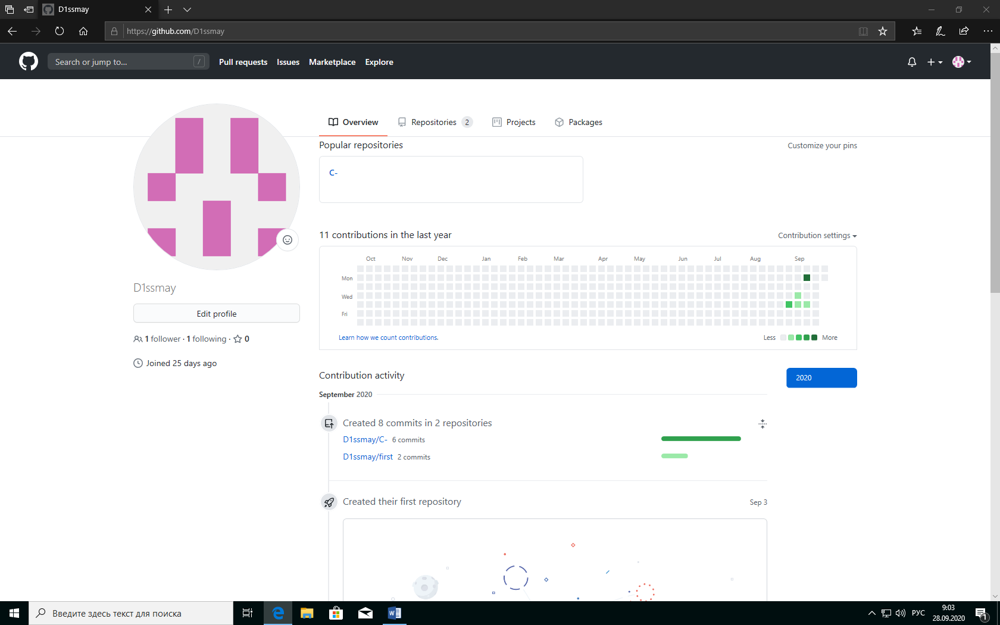 D1ssmay
https://github.com/D1ssmay
Search or jump to... /
Pull requests Issues Marketplace Explore
Overview Repositories 2 Projects Packages
Popular repositories Customize your pins
C-
11 contributions in the last year Contribution settings
Oct Nov Dec Jan Feb Mar Apr May Jun Jul Aug Sep
Mon
Wed
Fri
Learn how we count contributions. Less More
D1ssmay
Edit profile
1 follower · 1 following · 0
Joined 25 days ago
Contribution activity 2020
September 2020
Created 8 commits in 2 repositories
D1ssmay/C- 6 commits
D1ssmay/first 2 commits
Created their first repository Sep 3
Введите здесь текст для поиска
РУС
9:03
28.09.2020
1